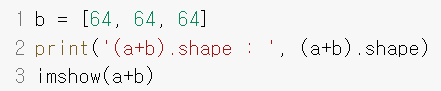 1 b = [64, 64, 64]
2 print('(a+b).shape : ', (a+b).shape)
3 imshow(a+b)